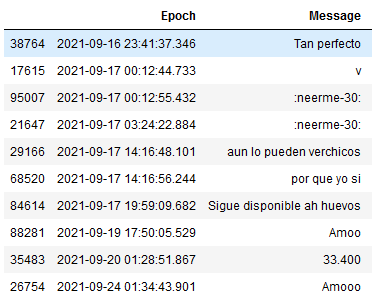 Epoch Message
38764 2021-09-16 23:41:37.346 Tan perfecto
17615 2021-09-17 00:12:44.733 v
95007 2021-09-17 00:12:55.432 :neerme-30:
21647 2021-09-17 03:24:22.884 :neerme-30:
29166 2021-09-17 14:16:48.101 aun lo pueden verchicos
68520 2021-09-17 14:16:56.244 por que yo si
84614 2021-09-17 19:59:09.682 Sigue disponible ah huevos
88281 2021-09-19 17:50:05.529 Amoo
35483 2021-09-20 01:28:51.867 33.400
26754 2021-09-24 01:34:43.901 Amooo